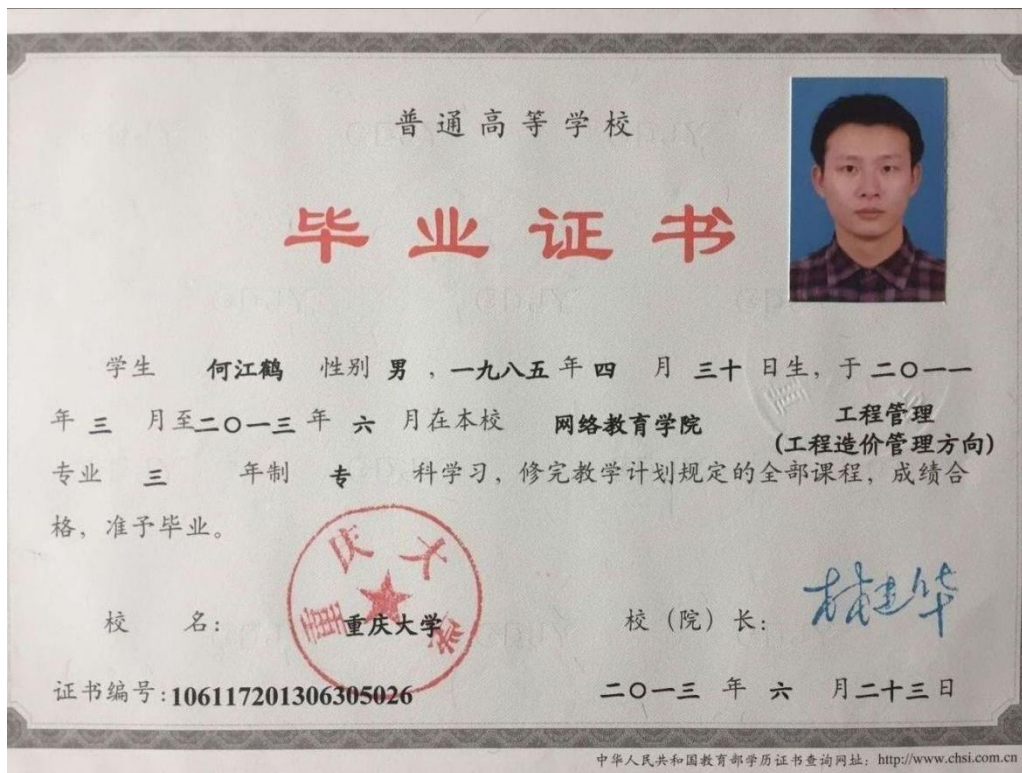 普通高等学校
毕业证书
学生 何江鹤 性别 男 ,一九八五年 四 月 三十 日生,于 二〇一一
年 三 月至二〇一三年 六 月在本校 网络教育学院 工程管理
(工程造价管理方向)
专业 三 年制 专 科学习,修完教学计划规定的全部课程,成绩合
格,准予毕业。
重庆大学
校 名: 重庆大学 校(院)长: 林建华
证书编号:106117201306305026 二〇一三 年 六 月二十三日
中华人民共和国教育部学历证书查询网址:http://www.chsi.com.cn